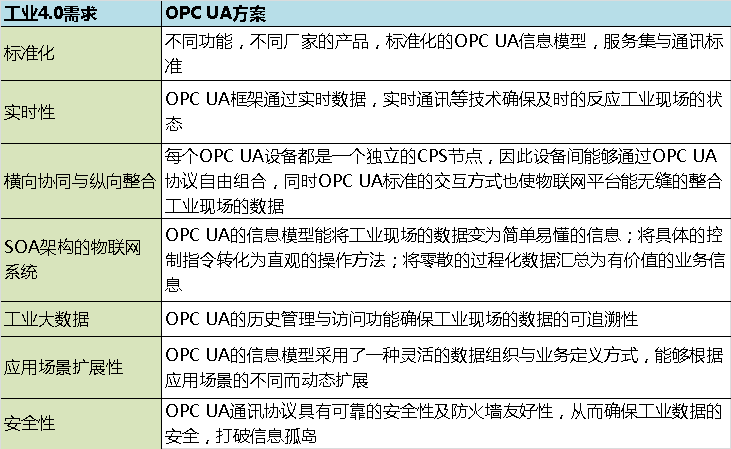 工业4.0需求
OPC UA方案
标准化
不同功能，不同厂家的产品，标准化的OPC UA信息模型，服务集与通讯标
准
实时性
OPC UA框架通过实时数据，实时通讯等技术确保及时的反应工业现场的状
态
横向协同与纵向整合
每个OPC UA设备都是一个独立的CPS节点，因此设备间能够通过OPC UA
协议自由组合，同时OPC UA标准的交互方式也使物联网平台能无缝的整合
工业现场的数据
SOA架构的物联网
系统
OPC UA的信息模型能将工业现场的数据变为简单易懂的信息；将具体的控
制指令转化为直观的操作方法；将零散的过程化数据汇总为有价值的业务信
息
工业大数据
OPC UA的历史管理与访问功能确保工业现场的数据的可追溯性
应用场景扩展性
OPC UA的信息模型采用了一种灵活的数据组织与业务定义方式，能够根据
应用场景的不同而动态扩展
安全性
OPC UA通讯协议具有可靠的安全性及防火墙友好性，从而确保工业数据的
安全，打破信息孤岛